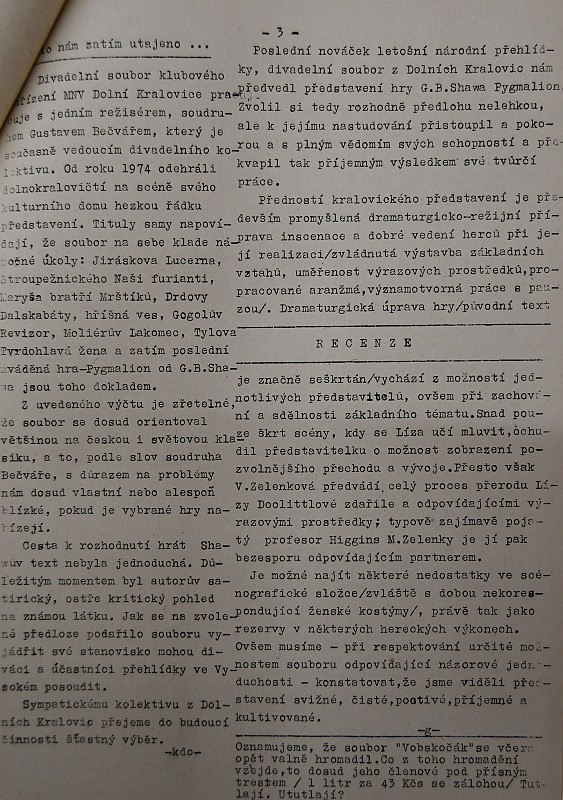 - 3 -
nám zatím utajeno ...
Divadelní soubor klubového
zřízení MNV Dolní Kralovice pra-
cuje s jedním režisérem, soudru-
hem Gustavem Bečvářem, který je
současně vedoucím divadelního ko-
lektivu. Od roku 1974 odehráli
dolnokralovičtí na scéně svého
kulturního domu hezkou řádku
představení. Tituly samy napoví-
dají, že soubor na sebe klade ná-
ročné úkoly: Jiráskova Lucerna,
Stroupežnického Naši furianti,
Maryša bratří Mrštíků, Drdovy
Dalskabáty, hříšná ves, Gogolův
Revizor, Moliérův Lakomec, Tylova
Tvrdohlavá žena a zatím poslední
uváděná hra-Pygmalion od G.B.Sha-
wa jsou toho dokladem.
Z uvedeného výčtu je zřetelné,
že soubor se dosud orientoval
většinou na českou i světovou kla-
siku, a to, podle slov soudruha
Bečváře, s důrazem na problémy
nám dosud vlastní nebo alespoň
blízké, pokud je vybrané hry na-
bízejí.
Cesta k rozhodnutí hrát Sha-
wův text nebyla jednoduchá. Dů-
ležitým momentem byl autorův sa-
tirický, ostře kritický pohled
na známou látku. Jak se na zvole-
né předloze podařilo souboru vy-
jádřit své stanovisko mohou di-
váci a účastníci přehlídky ve Vy-
sokém posoudit.
Sympatickému kolektivu z Dol-
ních Kralovic přejeme do budoucí
činnosti šťastný výběr.
-kdo-
Poslední nováček letošní národní přehlíd-
ky, divadelní soubor z Dolních Kralovic nám
předvedl představení hry G.B.Shawa Pygmalion.
Zvolil si tedy rozhodně předlohu nelehkou,
ale k jejímu nastudování přistoupil a poko-
rou a s plným vědomím svých schopností a pře-
kvapil tak příjemným výsledkem své tvůrčí
práce.
Předností kralovického představení je pře-
devším promyšlená dramaturgicko-režijní pří-
prava inscenace a dobré vedení herců při je-
jí realizaci/zvládnutá výstavba základních
vztahů, uměřenost výrazových prostředků,pro-
pracované aranžmá,významotvorná práce s pau-
zou/. Dramaturgická úprava hry/původní text
RECENZE
je značně seškrtán/vychází z možností jed-
notlivých představitelů, ovšem při zachová-
ní a sdělnosti základního tématu.Snad pou-
ze škrt scény, kdy se Líza učí mluvit,ochu-
dil představitelku o možnost zobrazení po-
zvolnějšího přechodu a vývoje.Přesto však
V.Zelenková předvádí celý proces přerodu Lí-
zy Doolittlové zdařile a odpovídajícími vý-
razovými prostředky; typově zajímavě poja-
tý profesor Higgins M.Zelenky je jí pak
bezesporu odpovídajícím partnerem.
Je možné najít některé nedostatky ve scé-
nografické složce/zvláště s dobou nekores-
pondující ženské kostýmy/, právě tak jako
rezervy v některých hereckých výkonech.
Ovšem musíme - při respektování určité mož-
nostem souboru odpovídající názorové jedno-
duchosti - konstatovat,že jsme viděli před-
stavení svižné, čisté,poctivé,příjemné a
kultivované.
-g-
Oznamujeme, že soubor "Vobskočák"se včera
opět valně hromadil.Co z toho hromadění
vzbjde,to dosud jeho členové pod přísným
trestem / 1 litr za 43 Kčs se zálohou/ Tut-
lají. Ututlají?